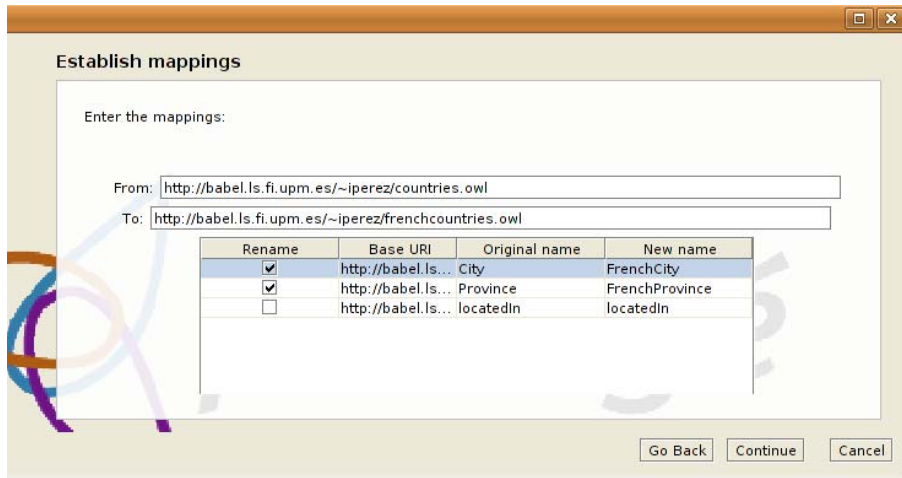 Establish mappings
Enter the mappings:
From: http://babel.ls.fi.upm.es/~iperez/countries.owl
To: http://babel.ls.fi.upm.es/~iperez/frenchcountries.owl
Rename Base URI Original name New name
http://babel.ls... City FrenchCity
http://babel.ls... Province FrenchProvince
http://babel.ls... locatedIn locatedIn
Go Back Continue Cancel